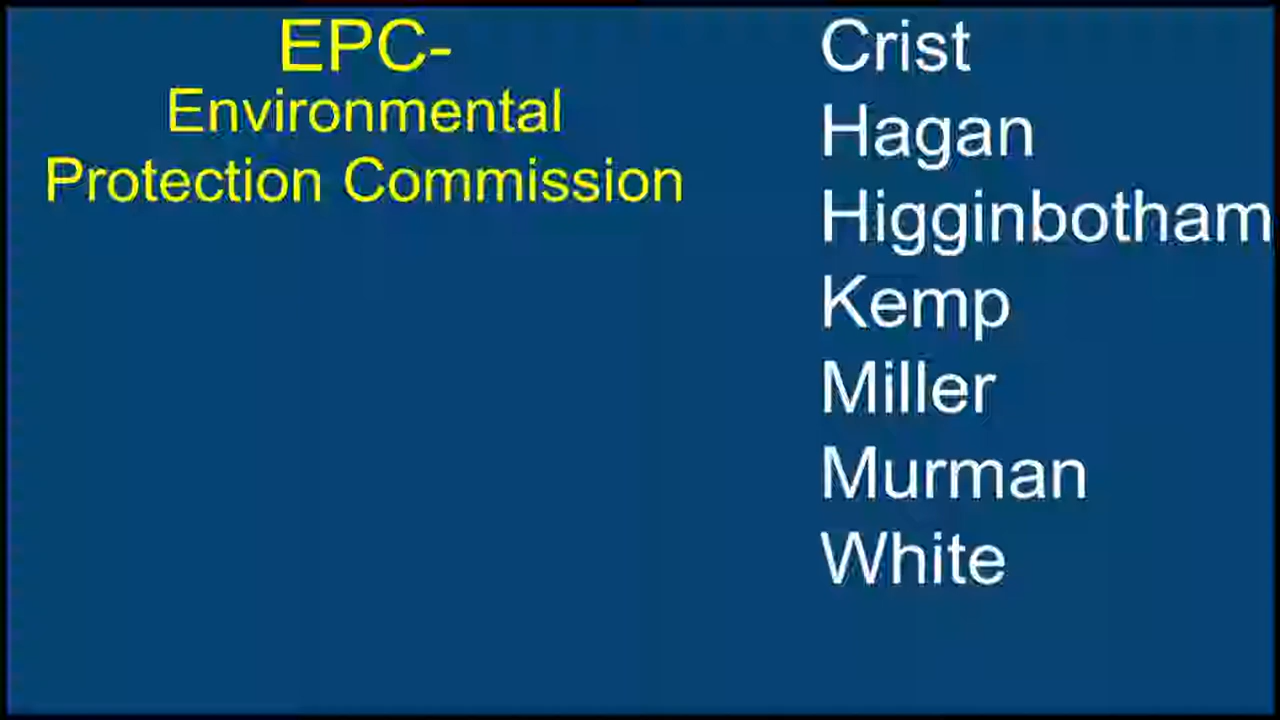 EPC-
Environmental
Protection Commission
Crist
Hagan
Higginbotham
Kemp
Miller
Murman
White